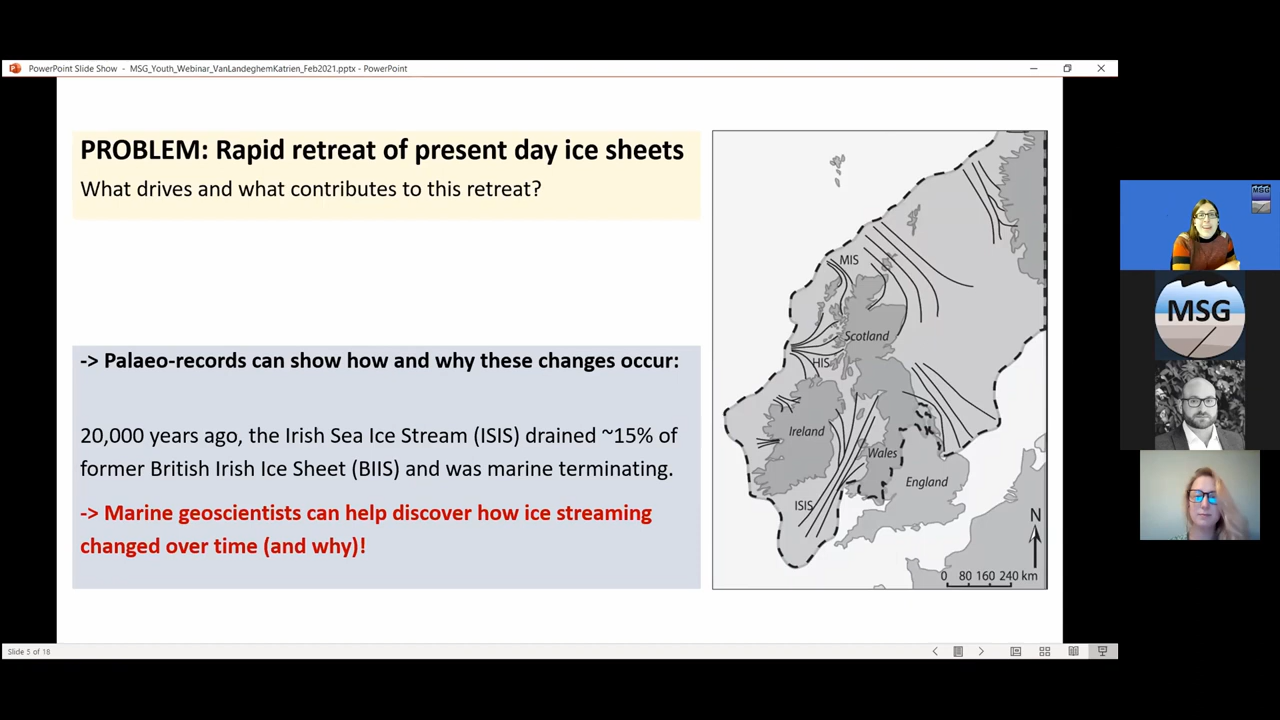 PowerPoint Slide Show - MSG_Youth_Webinar_VanLandeghemKatrien_Feb2021.pptx - PowerPoint
PROBLEM: Rapid retreat of present day ice sheets
What drives and what contributes to this retreat?
-> Palaeo-records can show how and why these changes occur:
20,000 years ago, the Irish Sea Ice Stream (ISIS) drained ~15% of
former British Irish Ice Sheet (BIIS) and was marine terminating.
-> Marine geoscientists can help discover how ice streaming
changed over time (and why)!
MIS
Scotland
HIS
Ireland
Wales
England
ISIS
N
0 80 160 240 km
Slide 5 of 18
MSG
MSG